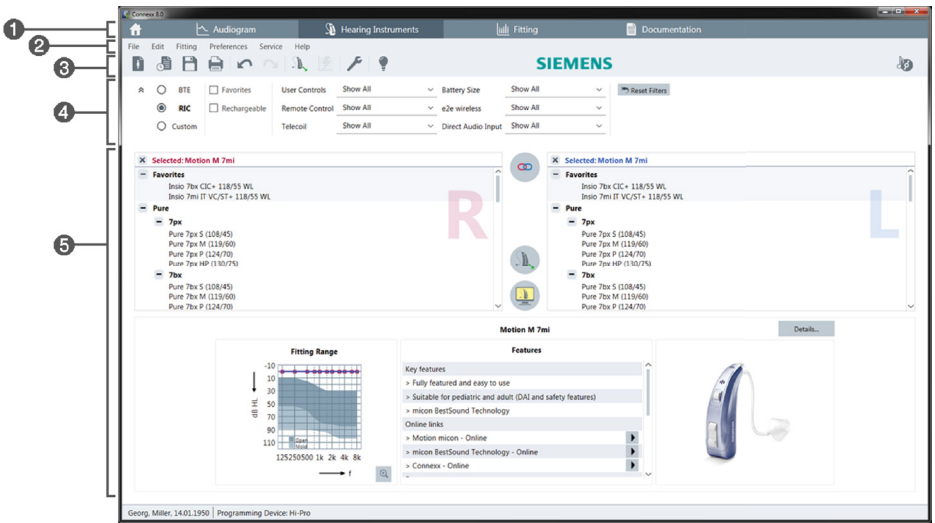 Connexx 8.0
1 Audiogram Hearing Instruments Fitting Documentation
2 File Edit Fitting Preferences Service Help
3 SIEMENS
4 BTE Favorites User Controls Show All Battery Size Show All Reset Filters
RIC Rechargeable Remote Control Show All e2e wireless Show All
Custom Telecoil Show All Direct Audio Input Show All
5
Selected: Motion M 7mi
Favorites
Insio 7bx CIC+ 118/55 WL
Insio 7mi IT VC/ST+ 118/55 WL
Pure
7px
Pure 7px S (108/45)
Pure 7px M (119/60)
Pure 7px P (124/70)
Pure 7px HP (130/75)
7bx
Pure 7bx S (108/45)
Pure 7bx M (119/60)
Pure 7bx P (124/70)
R
Selected: Motion M 7mi
Favorites
Insio 7bx CIC+ 118/55 WL
Insio 7mi IT VC/ST+ 118/55 WL
Pure
7px
Pure 7px S (108/45)
Pure 7px M (119/60)
Pure 7px P (124/70)
Pure 7px HP (130/75)
7bx
Pure 7bx S (108/45)
Pure 7bx M (119/60)
Pure 7bx P (124/70)
L
Motion M 7mi
Details...
Fitting Range
-10
10
30
50
70
90
110
dB HL
Open
Mold
125 250 500 1k 2k 4k 8k
f
Features
Key features
> Fully featured and easy to use
> Suitable for pediatric and adult (DAI and safety features)
> micon BestSound Technology
Online links
> Motion micon - Online
> micon BestSound Technology - Online
> Connexx - Online
Georg, Miller, 14.01.1950 Programming Device: Hi-Pro